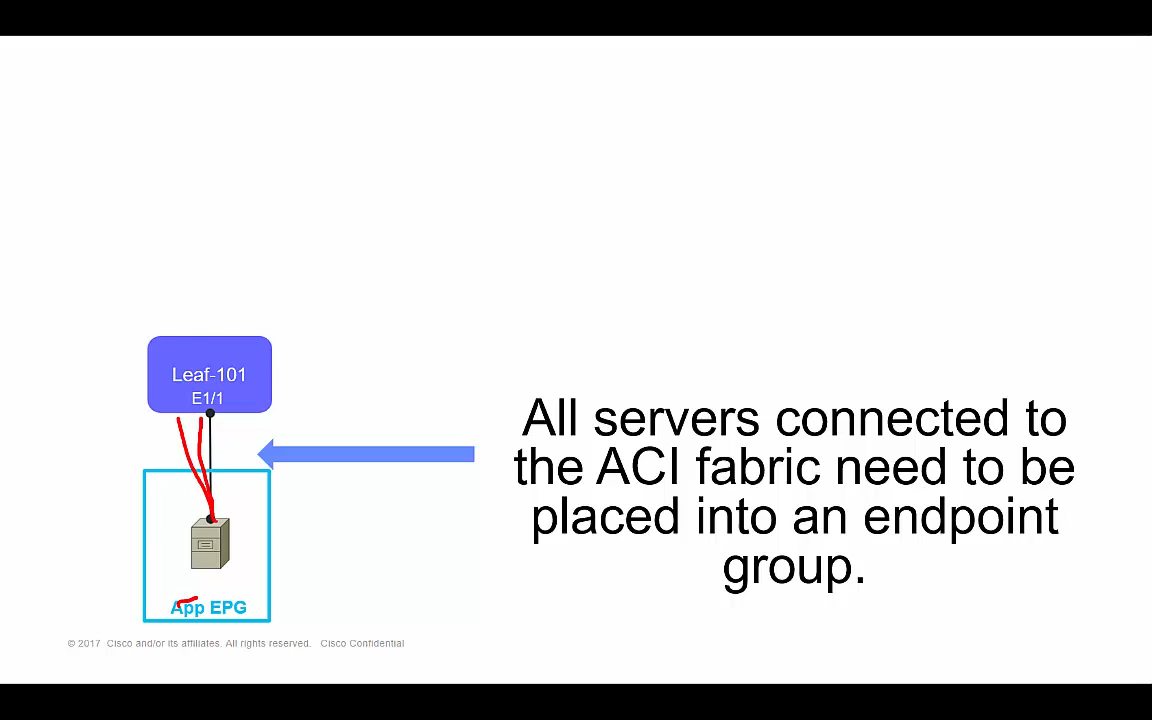 Leaf-101
E1/1
All servers connected to
the ACI fabric need to be
placed into an endpoint
group.
App EPG
© 2017 Cisco and/or its affiliates. All rights reserved. Cisco Confidential